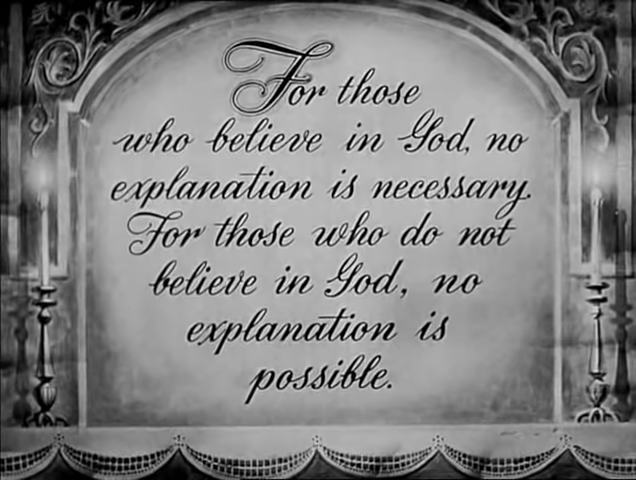 For those
who believe in God, no
explanation is necessary.
For those who do not
believe in God, no
explanation is
possible.